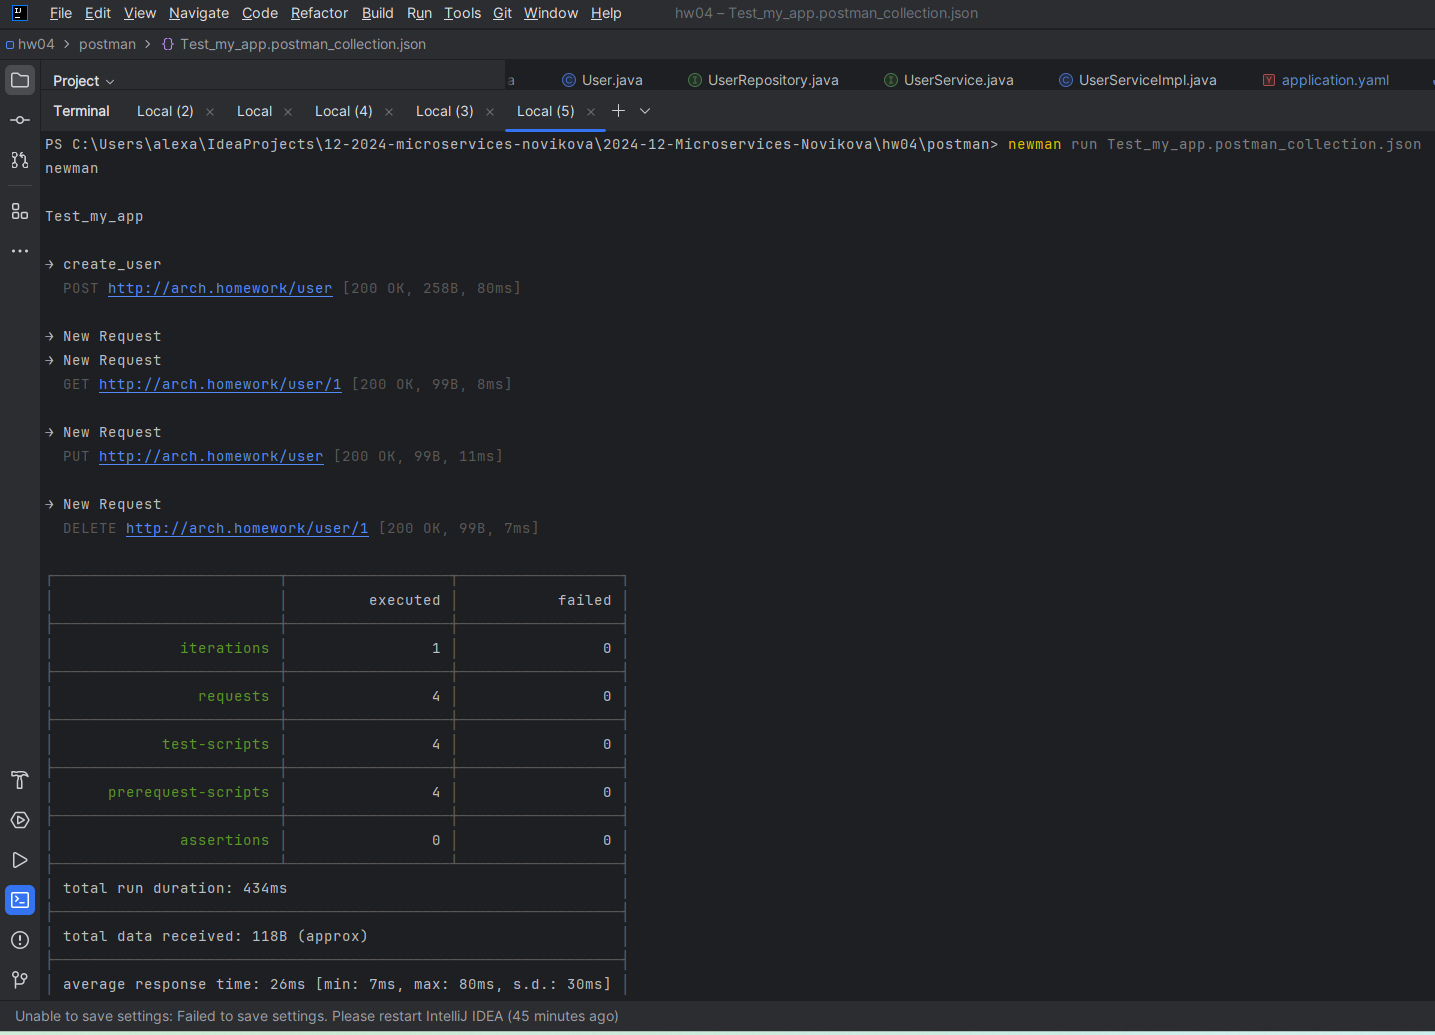 File Edit View Navigate Code Refactor Build Run Tools Git Window Help hw04 – Test_my_app.postman_collection.json
hw04 > postman > {} Test_my_app.postman_collection.json
Project a User.java UserRepository.java UserService.java UserServiceImpl.java application.yaml
Terminal Local (2) × Local × Local (4) × Local (3) × Local (5) × +
PS C:\Users\alexa\IdeaProjects\12-2024-microservices-novikova\2024-12-Microservices-Novikova\hw04\postman> newman run Test_my_app.postman_collection.json
newman
Test_my_app
→ create_user
POST http://arch.homework/user [200 OK, 258B, 80ms]
→ New Request
→ New Request
GET http://arch.homework/user/1 [200 OK, 99B, 8ms]
→ New Request
PUT http://arch.homework/user [200 OK, 99B, 11ms]
→ New Request
DELETE http://arch.homework/user/1 [200 OK, 99B, 7ms]
executed failed
iterations 1 0
requests 4 0
test-scripts 4 0
prerequest-scripts 4 0
assertions 0 0
total run duration: 434ms
total data received: 118B (approx)
average response time: 26ms [min: 7ms, max: 80ms, s.d.: 30ms]
Unable to save settings: Failed to save settings. Please restart IntelliJ IDEA (45 minutes ago)